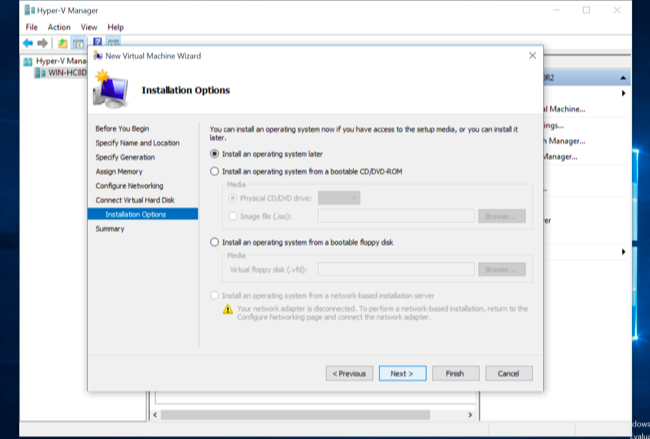 Hyper-V Manager
File Action View Help
Hyper-V Mana
WIN-HC8D
New Virtual Machine Wizard
Installation Options
Before You Begin
Specify Name and Location
Specify Generation
Assign Memory
Configure Networking
Connect Virtual Hard Disk
Installation Options
Summary
You can install an operating system now if you have access to the setup media, or you can install it
later.
Install an operating system later
Install an operating system from a bootable CD/DVD-ROM
Media
Physical CD/DVD drive:
Image file (.iso):
Browse...
Install an operating system from a bootable floppy disk
Media
Virtual floppy disk (.vfd):
Browse...
Install an operating system from a network-based installation server
Your network adapter is disconnected. To perform a network-based installation, return to the
Configure Networking page and connect the network adapter.
< Previous
Next >
Finish
Cancel
R2
l Machine...
ngs...
Manager...
Manager...
er
dows